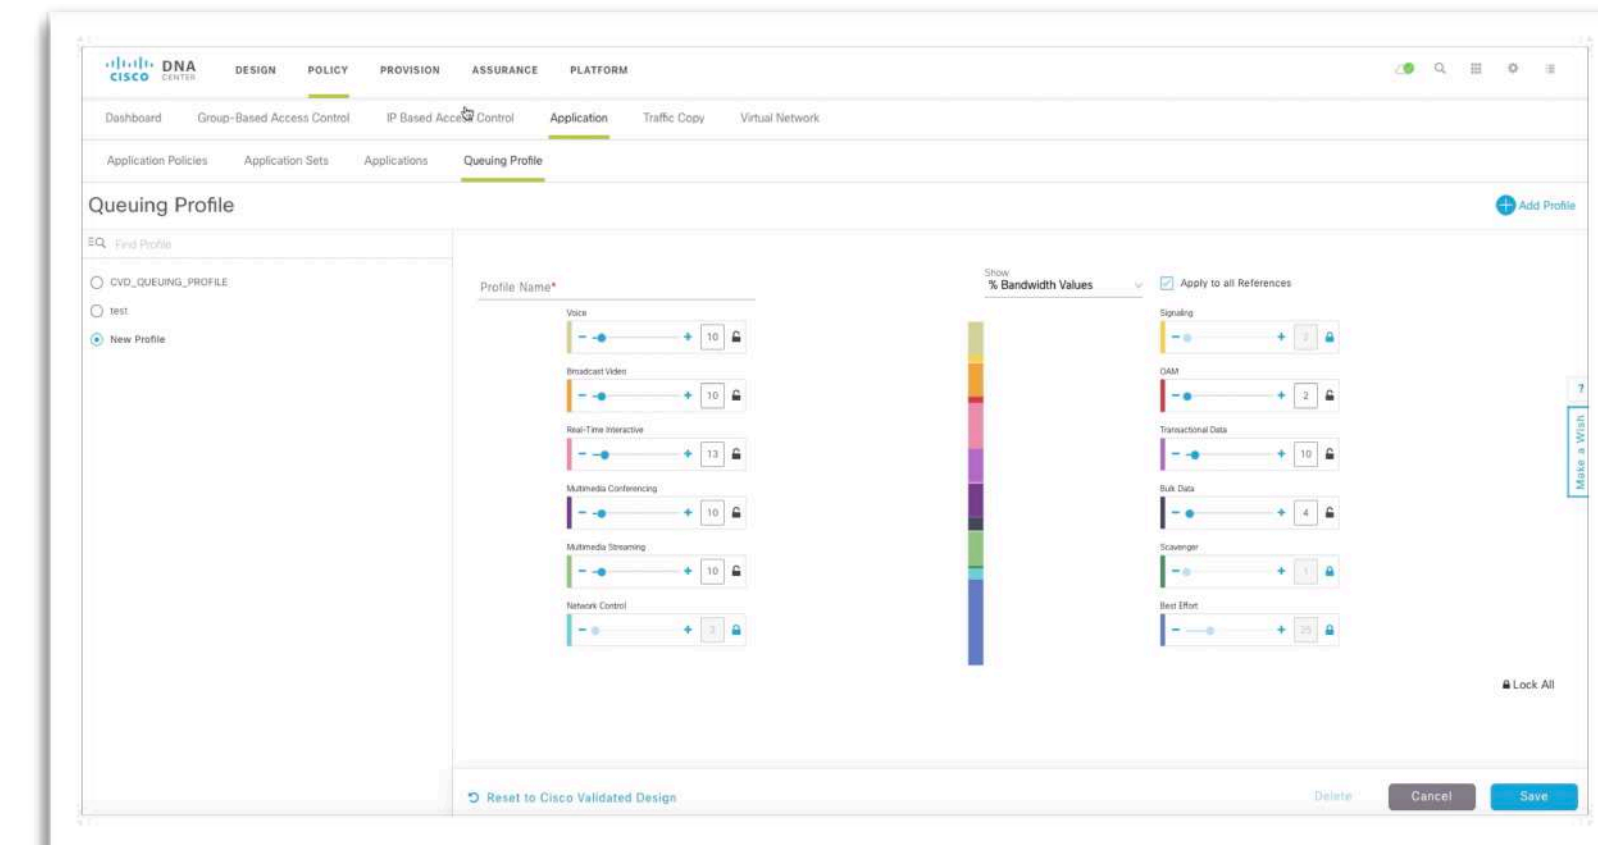 CISCO DNA CENTER DESIGN POLICY PROVISION ASSURANCE PLATFORM
Dashboard Group-Based Access Control IP Based Access Control Application Traffic Copy Virtual Network
Application Policies Application Sets Applications Queuing Profile
Queuing Profile Add Profile
Find Profile
CVD_QUEUING_PROFILE
test
New Profile
Profile Name*
Show
% Bandwidth Values
Apply to all References
Voice
10
Broadcast Video
10
Real-Time Interactive
13
Multimedia Conferencing
10
Multimedia Streaming
10
Network Control
3
Signaling
2
OAM
2
Transactional Data
10
Bulk Data
4
Scavenger
1
Best Effort
25
?
Make a Wish
Lock All
Reset to Cisco Validated Design Delete Cancel Save